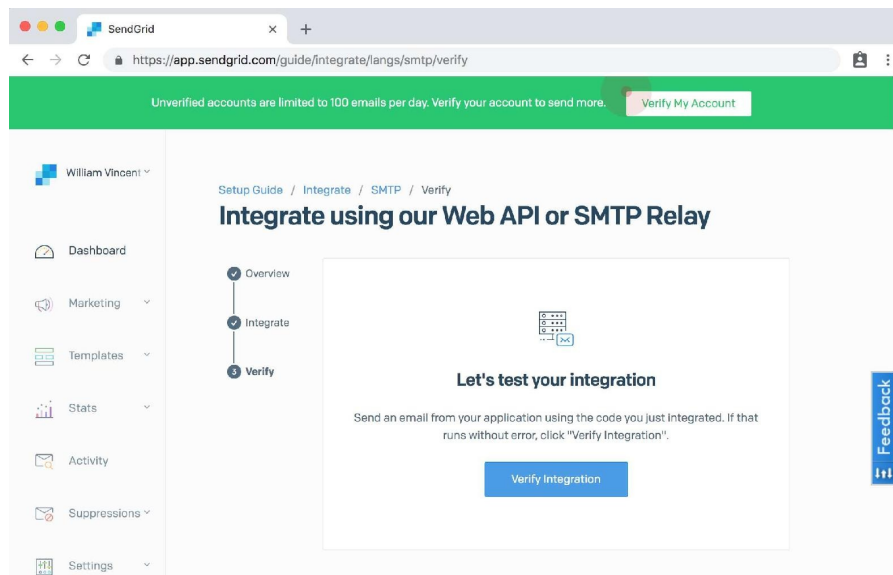 SendGrid
https://app.sendgrid.com/guide/integrate/langs/smtp/verify
Unverified accounts are limited to 100 emails per day. Verify your account to send more.
Verify My Account
William Vincent
Setup Guide / Integrate / SMTP / Verify
Integrate using our Web API or SMTP Relay
Dashboard
Marketing
Templates
Stats
Activity
Suppressions
Settings
Overview
Integrate
3 Verify
Let's test your integration
Send an email from your application using the code you just integrated. If that
runs without error, click "Verify Integration".
Verify Integration
Feedback